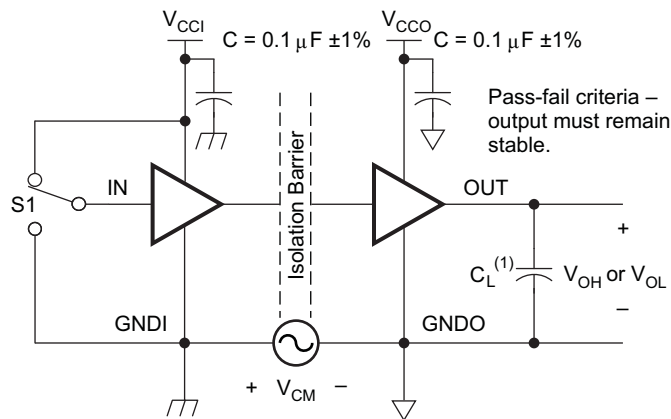 V_CCI
C = 0.1 μF ±1%
V_CCO
C = 0.1 μF ±1%
Pass-fail criteria –
output must remain
stable.
Isolation Barrier
IN
OUT
S1
+
C_L^(1)
V_OH or V_OL
–
GNDI
GNDO
+ V_CM –